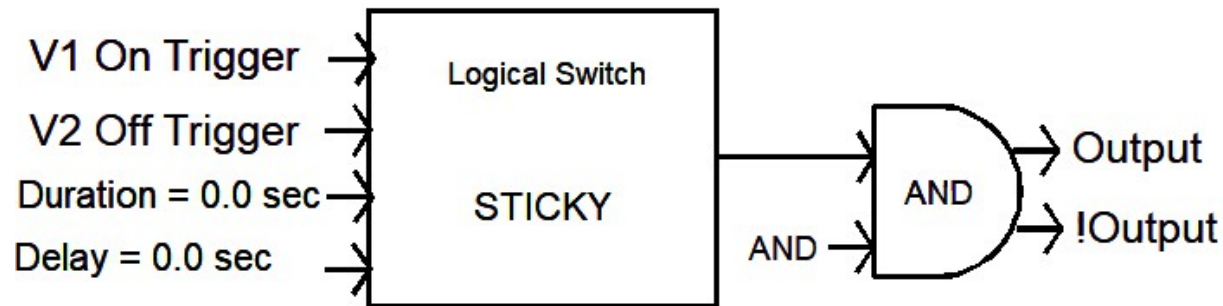 V1 On Trigger
V2 Off Trigger
Duration = 0.0 sec
Delay = 0.0 sec
Logical Switch
STICKY
AND
AND
Output
!Output